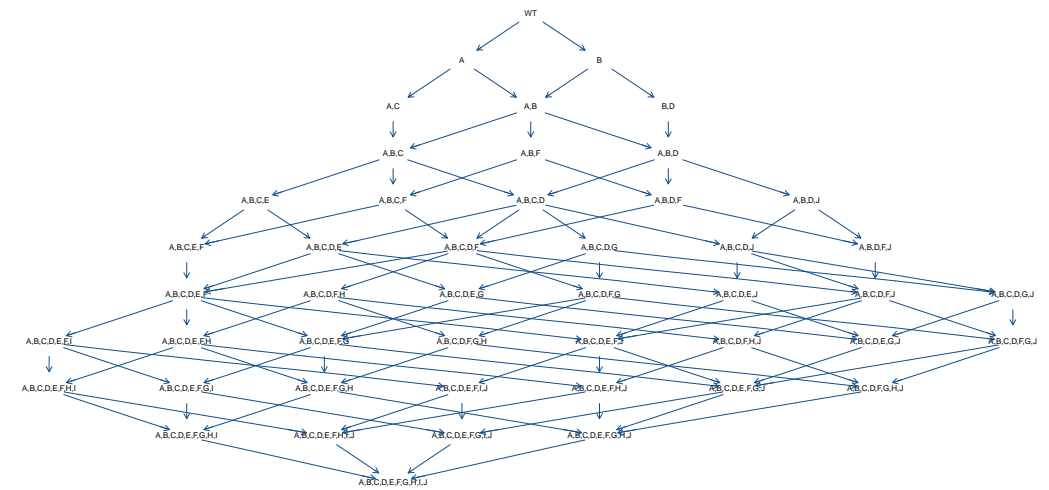 WT
A
B
A,C
A,B
B,D
A,B,C
A,B,F
A,B,D
A,B,C,E
A,B,C,F
A,B,C,D
A,B,D,F
A,B,D,J
A,B,C,E,F
A,B,C,D,E
A,B,C,D,F
A,B,C,D,G
A,B,C,D,J
A,B,D,F,J
A,B,C,D,E,F
A,B,C,D,F,H
A,B,C,D,E,G
A,B,C,D,F,G
A,B,C,D,E,J
A,B,C,D,F,J
A,B,C,D,G,J
A,B,C,D,E,F,I
A,B,C,D,E,F,H
A,B,C,D,E,F,G
A,B,C,D,F,G,H
A,B,C,D,E,F,J
A,B,C,D,F,H,J
A,B,C,D,E,G,J
A,B,C,D,F,G,J
A,B,C,D,E,F,H,I
A,B,C,D,E,F,G,I
A,B,C,D,E,F,G,H
A,B,C,D,E,F,I,J
A,B,C,D,E,F,H,J
A,B,C,D,E,F,G,J
A,B,C,D,F,G,H,J
A,B,C,D,E,F,G,H,I
A,B,C,D,E,F,H,I,J
A,B,C,D,E,F,G,I,J
A,B,C,D,E,F,G,H,J
A,B,C,D,E,F,G,H,I,J